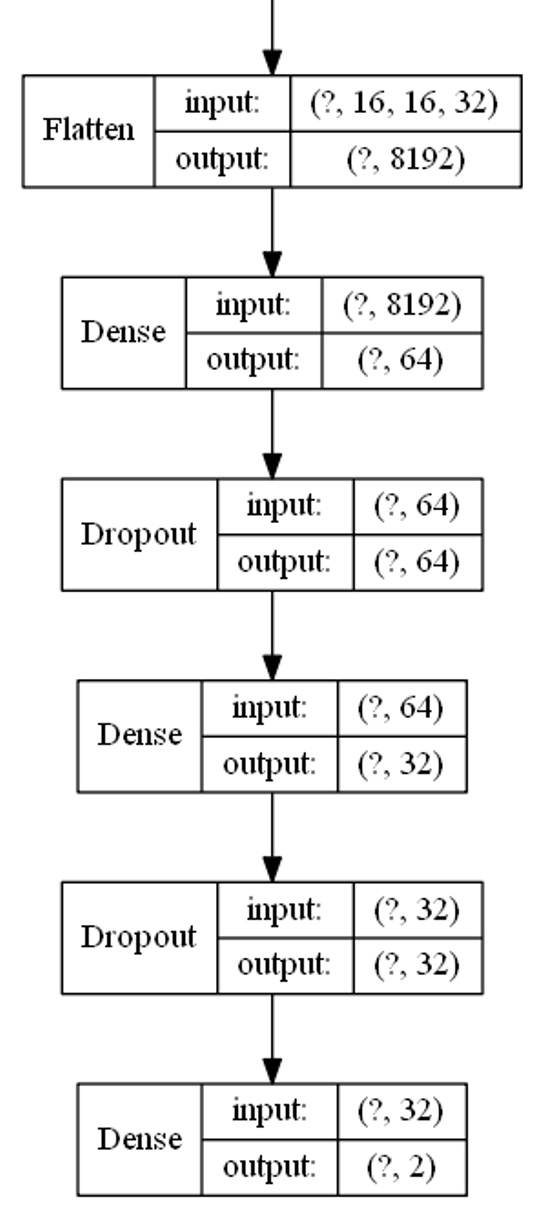 Flatten
input: (?, 16, 16, 32)
output: (?, 8192)
Dense
input: (?, 8192)
output: (?, 64)
Dropout
input: (?, 64)
output: (?, 64)
Dense
input: (?, 64)
output: (?, 32)
Dropout
input: (?, 32)
output: (?, 32)
Dense
input: (?, 32)
output: (?, 2)